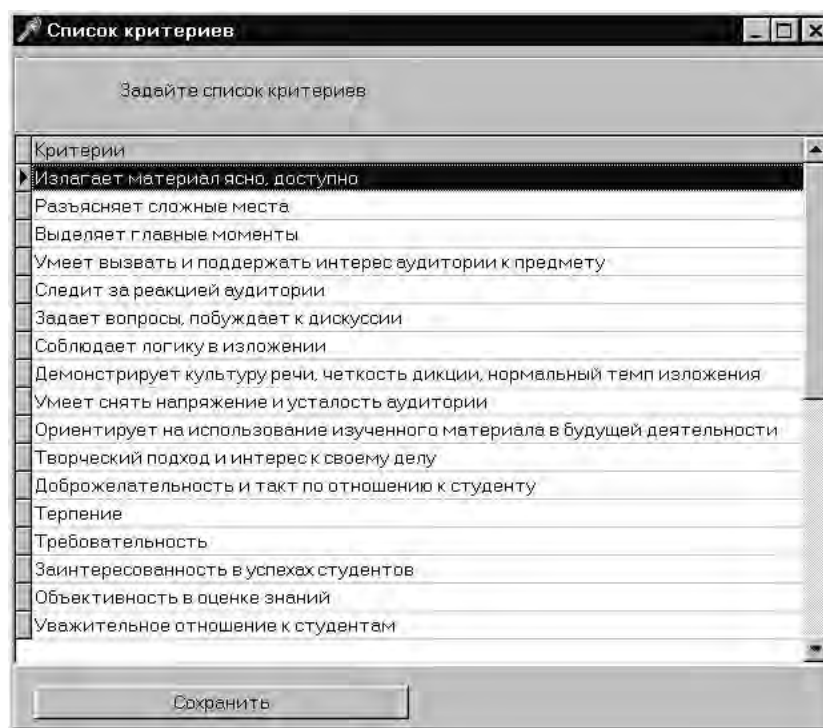 Список критериев
Задайте список критериев
Критерии
Излагает материал ясно, доступно
Разъясняет сложные места
Выделяет главные моменты
Умеет вызвать и поддержать интерес аудитории к предмету
Следит за реакцией аудитории
Задает вопросы, побуждает к дискуссии
Соблюдает логику в изложении
Демонстрирует культуру речи, четкость дикции, нормальный темп изложения
Умеет снять напряжение и усталость аудитории
Ориентирует на использование изученного материала в будущей деятельности
Творческий подход и интерес к своему делу
Доброжелательность и такт по отношению к студенту
Терпение
Требовательность
Заинтересованность в успехах студентов
Объективность в оценке знаний
Уважительное отношение к студентам
Сохранить